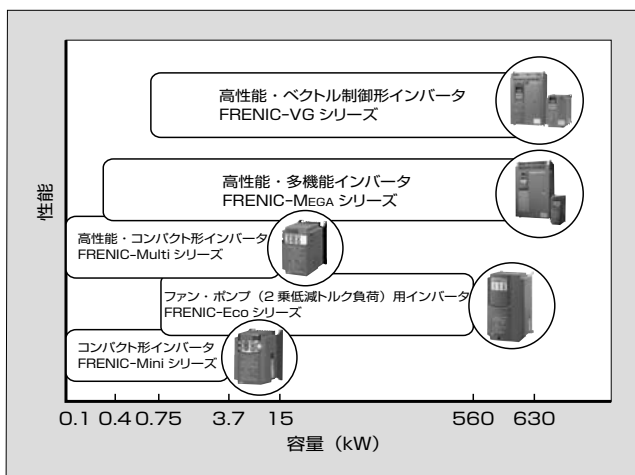 高性能・ベクトル制御形インバータ
FRENIC-VG シリーズ
高性能・多機能インバータ
FRENIC-MEGA シリーズ
高性能・コンパクト形インバータ
FRENIC-Multi シリーズ
ファン・ポンプ（2 乗低減トルク負荷）用インバータ
FRENIC-Eco シリーズ
コンパクト形インバータ
FRENIC-Mini シリーズ
性能
0.1 0.4 0.75 3.7 15 560 630
容量（kW）